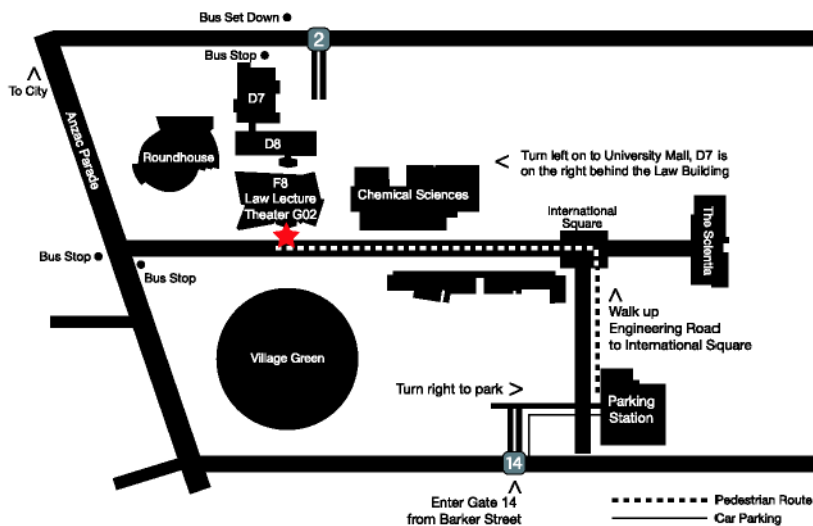 Bus Set Down
2
Bus Stop
To City
D7
Anzac Parade
D8
Roundhouse
Turn left on to University Mall, D7 is
on the right behind the Law Building
F8
Law Lecture
Theater G02
Chemical Sciences
International
Square
The Scientia
Bus Stop
Bus Stop
Walk up
Engineering Road
to International Square
Village Green
Turn right to park
Parking
Station
14
Enter Gate 14
from Barker Street
Pedestrian Route
Car Parking